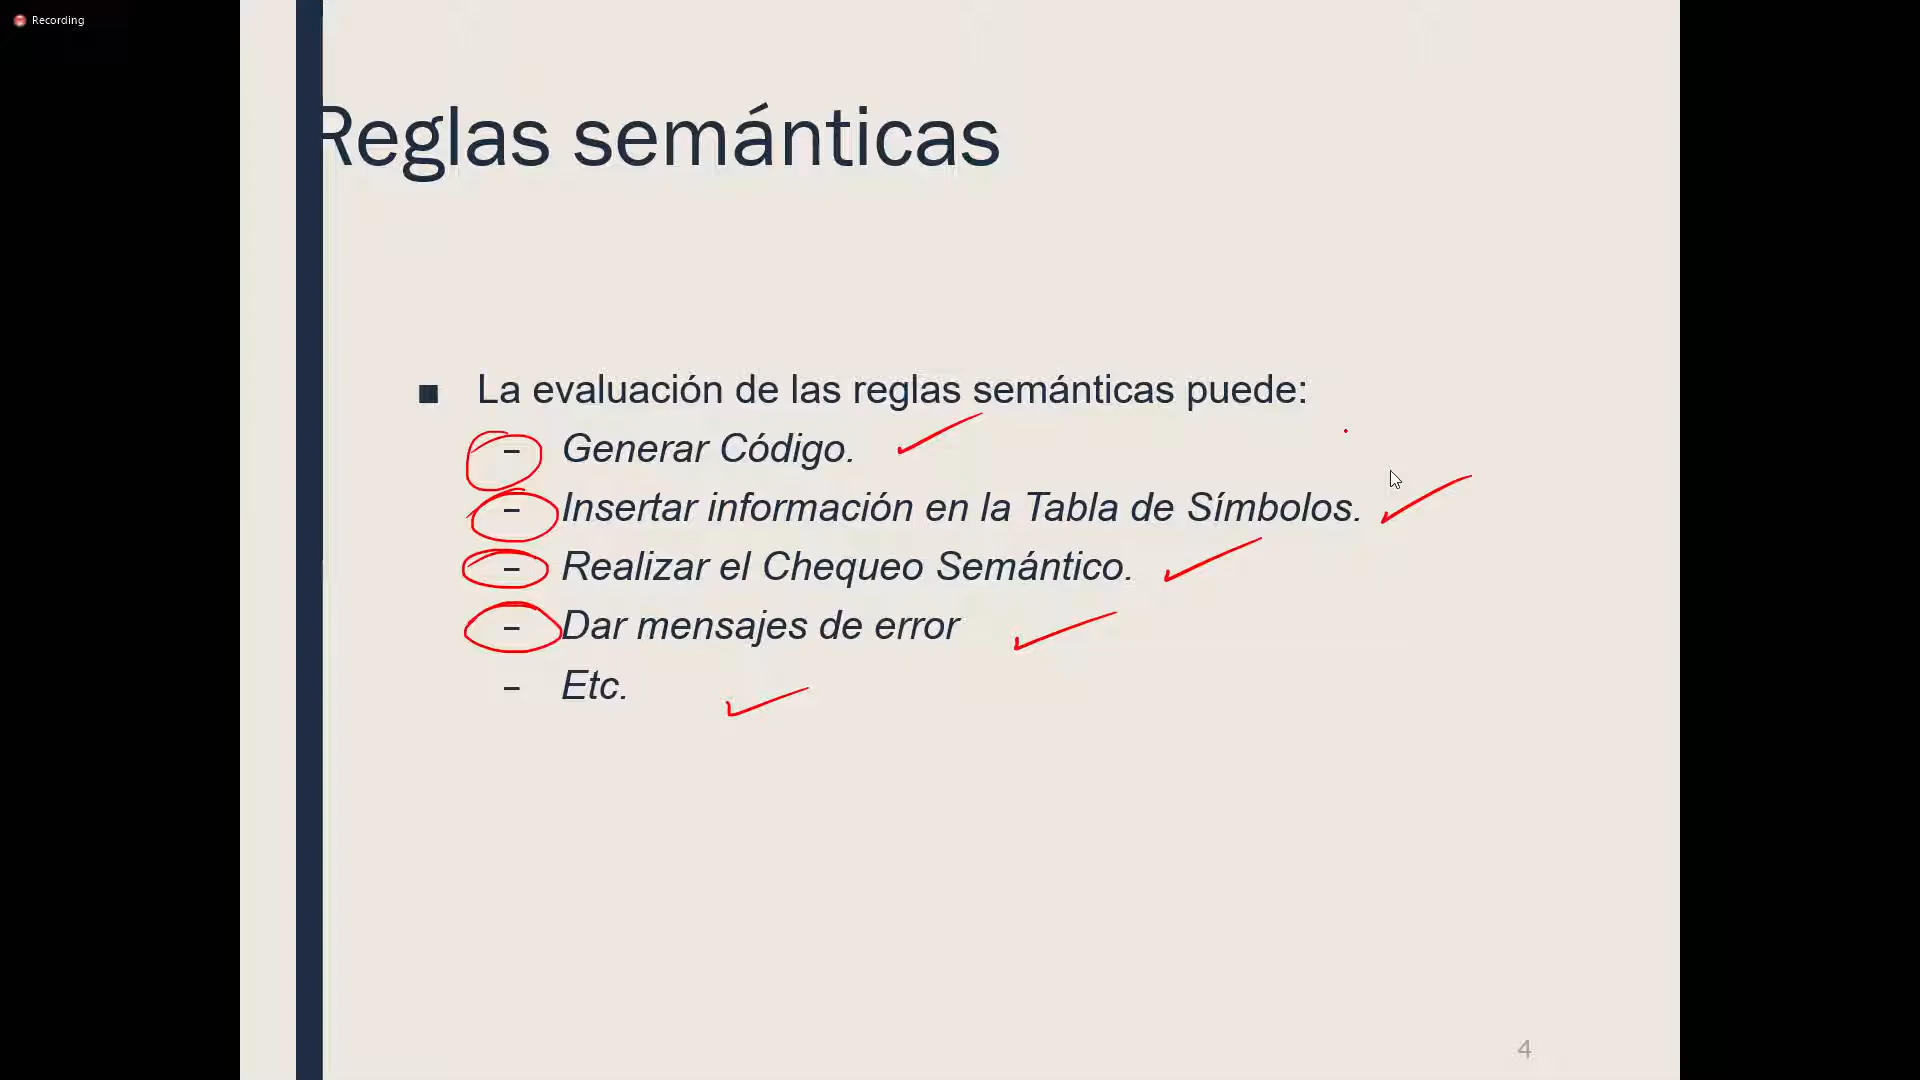 Recording
Reglas semánticas
■ La evaluación de las reglas semánticas puede:
– Generar Código.
– Insertar información en la Tabla de Símbolos.
– Realizar el Chequeo Semántico.
– Dar mensajes de error
– Etc.
4